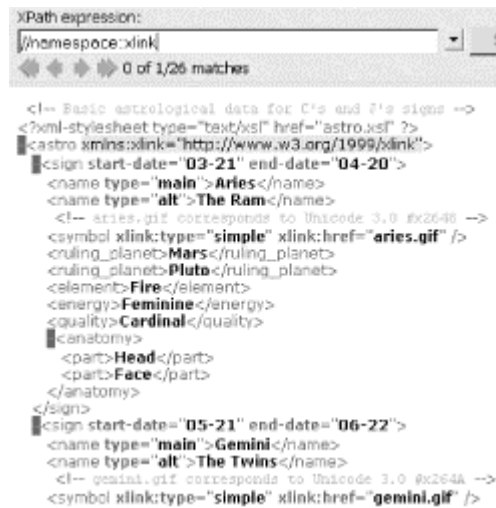 XPath expression:
//namespace::xlink
0 of 1/26 matches
<!-- Basic astrological data for C's and J's signs -->
<?xml-stylesheet type="text/xsl" href="astro.xsl" ?>
<astro xmlns:xlink="http://www.w3.org/1999/xlink">
<sign start-date="03-21" end-date="04-20">
<name type="main">Aries</name>
<name type="alt">The Ram</name>
<!-- aries.gif corresponds to Unicode 3.0 #x2648 -->
<symbol xlink:type="simple" xlink:href="aries.gif" />
<ruling_planet>Mars</ruling_planet>
<ruling_planet>Pluto</ruling_planet>
<element>Fire</element>
<energy>Feminine</energy>
<quality>Cardinal</quality>
<anatomy>
<part>Head</part>
<part>Face</part>
</anatomy>
</sign>
<sign start-date="05-21" end-date="06-22">
<name type="main">Gemini</name>
<name type="alt">The Twins</name>
<!-- gemini.gif corresponds to Unicode 3.0 #x264A -->
<symbol xlink:type="simple" xlink:href="gemini.gif" />